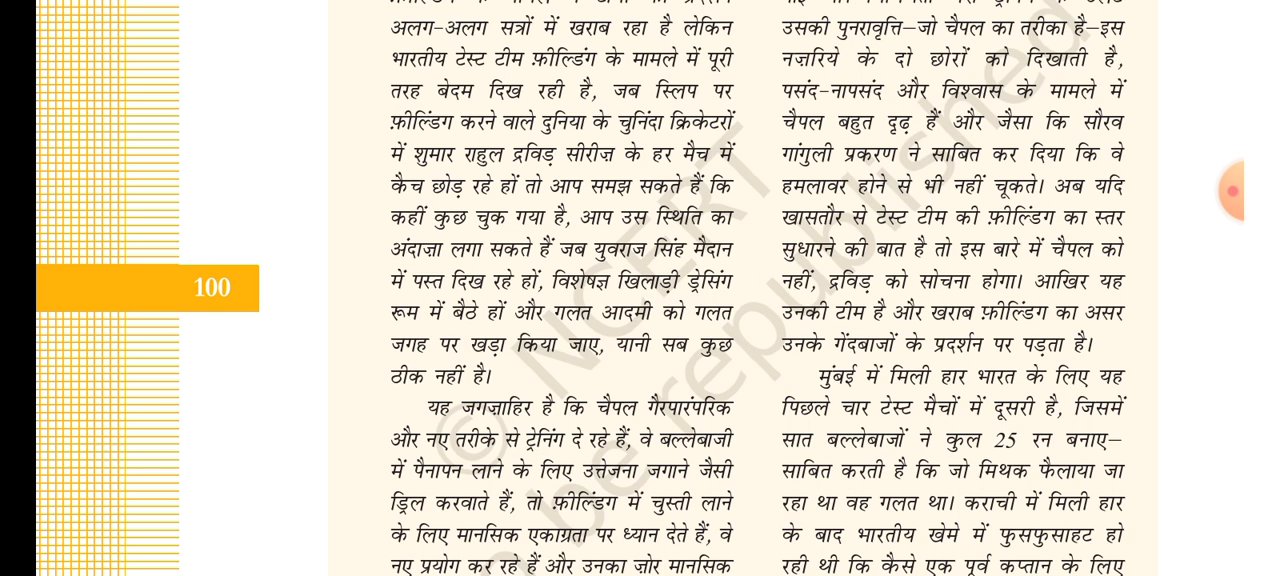 अलग-अलग सत्रों में खराब रहा है लेकिन
भारतीय टेस्ट टीम फ़ील्डिंग के मामले में पूरी
तरह बेदम दिख रही है, जब स्लिप पर
फ़ील्डिंग करने वाले दुनिया के चुनिंदा क्रिकेटरों
में शुमार राहुल द्रविड़ सीरीज़ के हर मैच में
कैच छोड़ रहे हों तो आप समझ सकते हैं कि
कहीं कुछ चुक गया है, आप उस स्थिति का
अंदाज़ा लगा सकते हैं जब युवराज सिंह मैदान
में पस्त दिख रहे हों, विशेषज्ञ खिलाड़ी ड्रेसिंग
रूम में बैठे हों और गलत आदमी को गलत
जगह पर खड़ा किया जाए, यानी सब कुछ
ठीक नहीं है।
यह जगज़ाहिर है कि चैपल गैरपारंपरिक
और नए तरीके से ट्रेनिंग दे रहे हैं, वे बल्लेबाजी
में पैनापन लाने के लिए उत्तेजना जगाने जैसी
ड्रिल करवाते हैं, तो फ़ील्डिंग में चुस्ती लाने
के लिए मानसिक एकाग्रता पर ध्यान देते हैं, वे
नए प्रयोग कर रहे हैं और उनका ज़ोर मानसिक
उसकी पुनरावृत्ति–जो चैपल का तरीका है–इस
नज़रिये के दो छोरों को दिखाती है,
पसंद-नापसंद और विश्वास के मामले में
चैपल बहुत दृढ़ हैं और जैसा कि सौरव
गांगुली प्रकरण ने साबित कर दिया कि वे
हमलावर होने से भी नहीं चूकते। अब यदि
खासतौर से टेस्ट टीम की फ़ील्डिंग का स्तर
सुधारने की बात है तो इस बारे में चैपल को
नहीं, द्रविड़ को सोचना होगा। आखिर यह
उनकी टीम है और खराब फ़ील्डिंग का असर
उनके गेंदबाजों के प्रदर्शन पर पड़ता है।
मुंबई में मिली हार भारत के लिए यह
पिछले चार टेस्ट मैचों में दूसरी है, जिसमें
सात बल्लेबाजों ने कुल 25 रन बनाए–
साबित करती है कि जो मिथक फैलाया जा
रहा था वह गलत था। कराची में मिली हार
के बाद भारतीय खेमे में फुसफुसाहट हो
रही थी कि कैसे एक पूर्व कप्तान के लिए
100
© NCERT
be republished